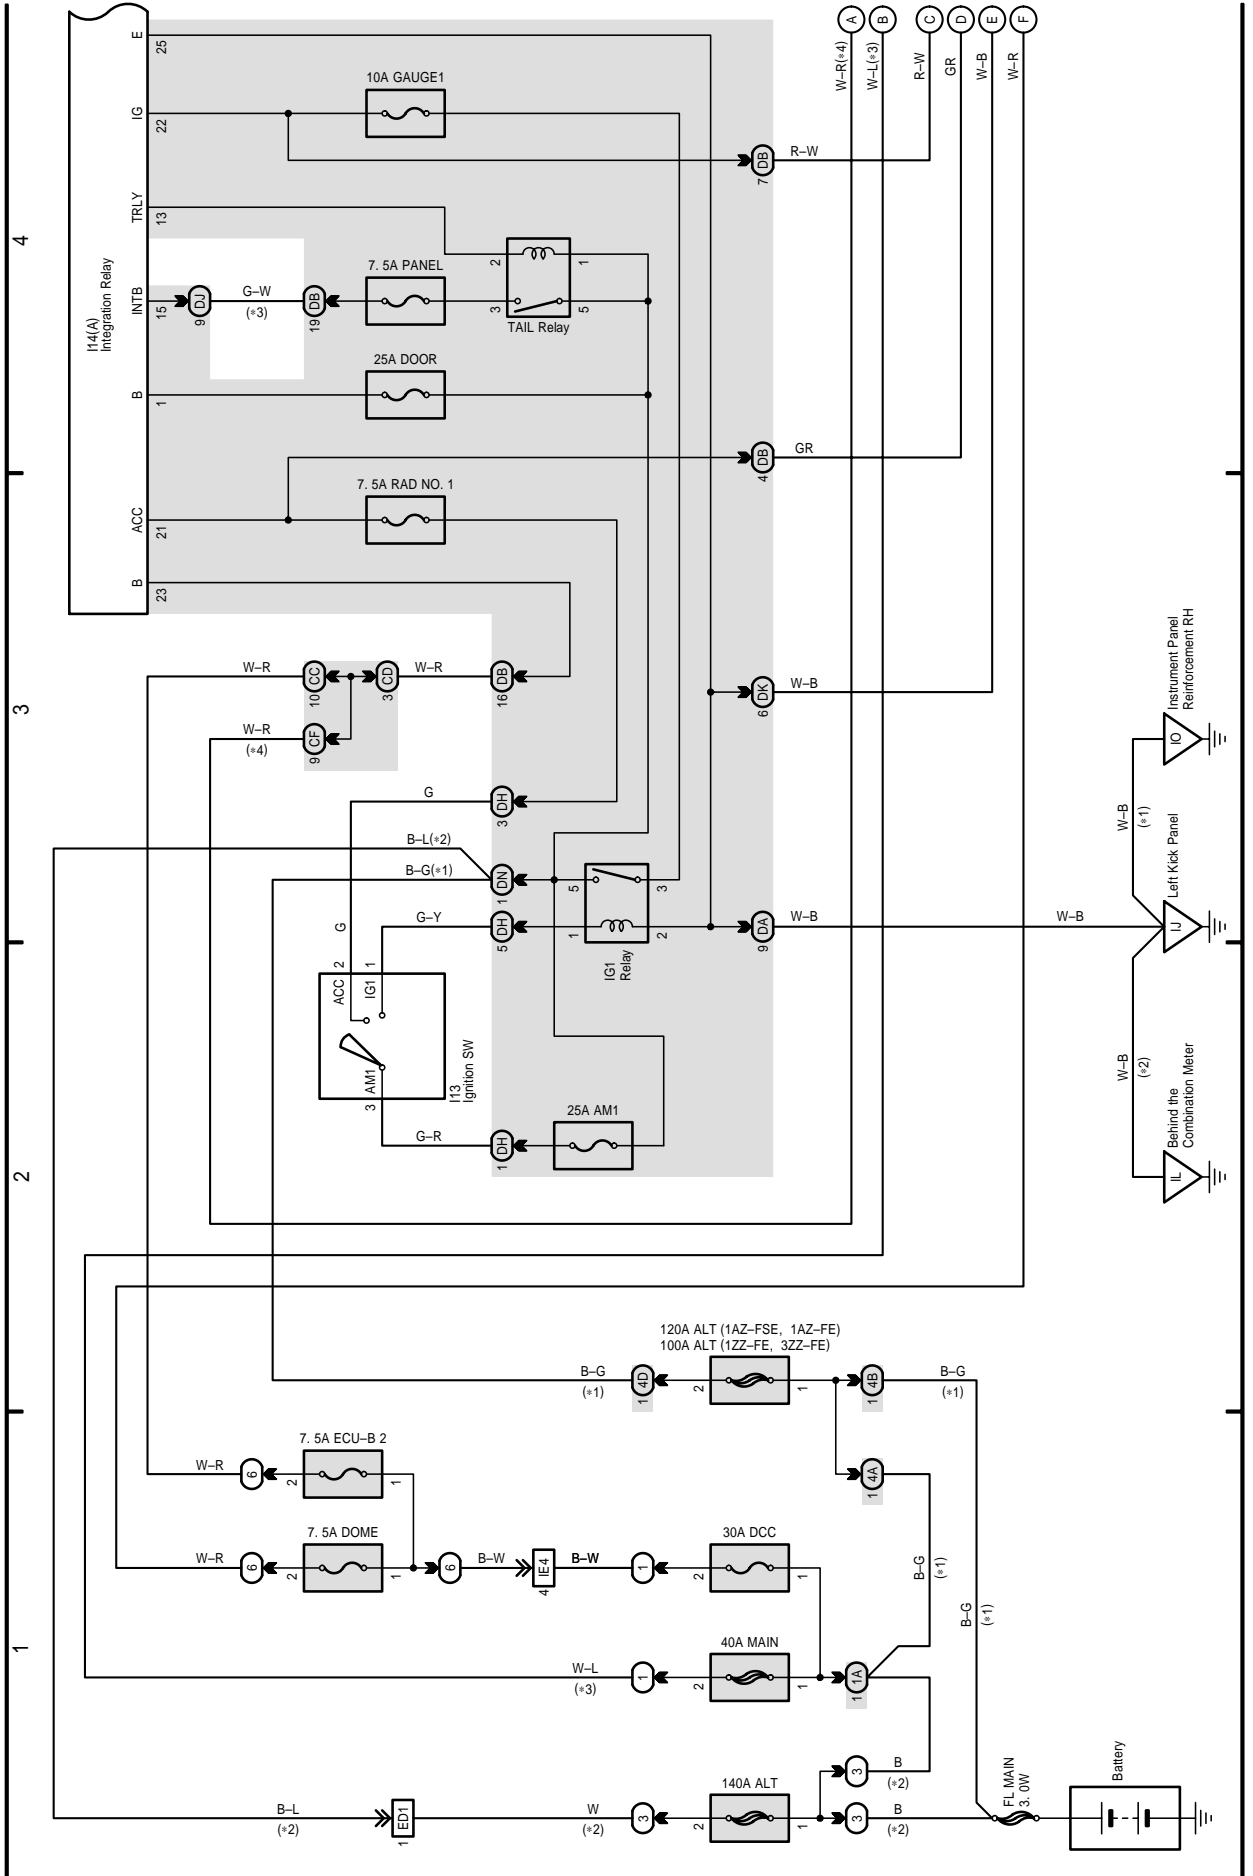 4
3
2
1
I14(A)
Integration Relay
E
25
IG
22
TRLY
13
INTB
15
B
1
ACC
21
B
23
10A GAUGE1
7 DB
R–W
9 DJ
G–W
(*3)
19 DB
7. 5A PANEL
2
1
3
5
TAIL Relay
25A DOOR
4 DB
GR
7. 5A RAD NO. 1
A
B
C
D
E
F
W–R(*4)
W–L(*3)
R–W
GR
W–B
W–R
W–R
10 CC
3 CD
W–R
16 DB
W–R
(*4)
9 CF
6 DK
W–B
G
3 DH
B–L(*2)
B–G(*1)
1 DN
G–Y
5 DH
5
3
1
2
IG1
Relay
9 DA
W–B
W–B
G
ACC 2
IG1 1
3 AM1
I13
Ignition SW
G–R
1 DH
25A AM1
IO
Instrument Panel
Reinforcement RH
W–B
(*1)
IJ
Left Kick Panel
W–B
(*2)
IL
Behind the
Combination Meter
120A ALT (1AZ–FSE, 1AZ–FE)
100A ALT (1ZZ–FE, 3ZZ–FE)
B–G
(*1)
1 4D
2
1
1 4B
B–G
(*1)
1 4A
7. 5A ECU–B 2
W–R
6
2
1
7. 5A DOME
W–R
6
2
1
6
B–W
4 IE4
B–W
1
30A DCC
2
1
B–G
(*1)
B–G
(*1)
W–L
(*3)
1
40A MAIN
2
1
1 1A
B–L
(*2)
1 ED1
W
(*2)
3
140A ALT
2
1
3
B
(*2)
3
B
(*2)
FL MAIN
3. 0W
Battery